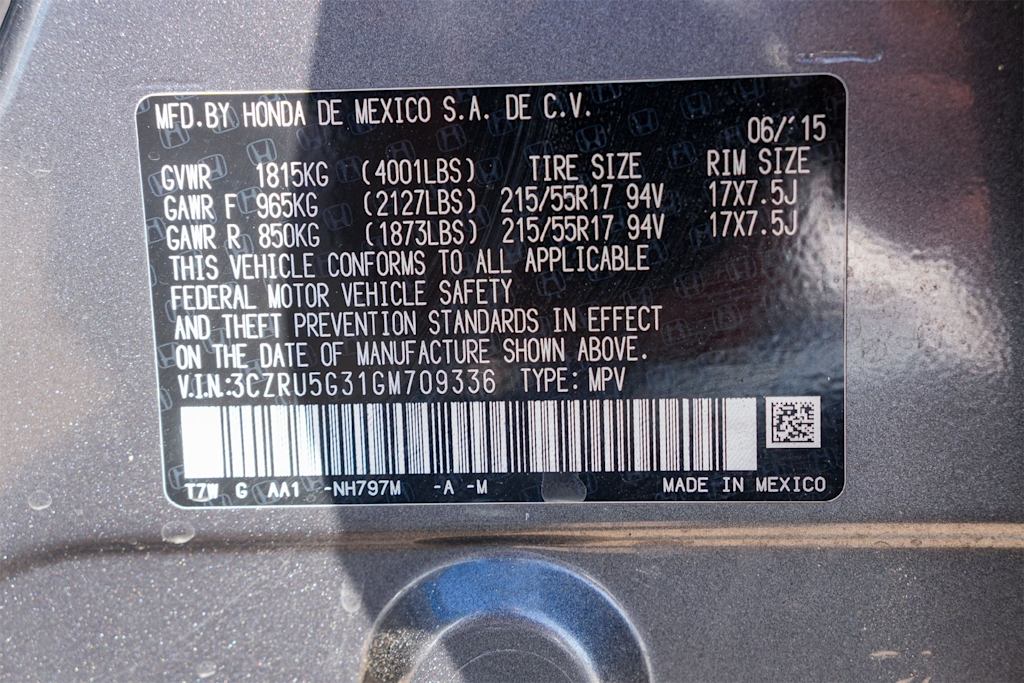 MFD.BY HONDA DE MEXICO S.A. DE C.V.
06/'15
GVWR 1815KG (4001LBS) TIRE SIZE RIM SIZE
GAWR F 965KG (2127LBS) 215/55R17 94V 17X7.5J
GAWR R 850KG (1873LBS) 215/55R17 94V 17X7.5J
THIS VEHICLE CONFORMS TO ALL APPLICABLE
FEDERAL MOTOR VEHICLE SAFETY
AND THEFT PREVENTION STANDARDS IN EFFECT
ON THE DATE OF MANUFACTURE SHOWN ABOVE.
V.I.N.:3CZRU5G31GM709336 TYPE: MPV
T7W G AA1 -NH797M -A -M MADE IN MEXICO